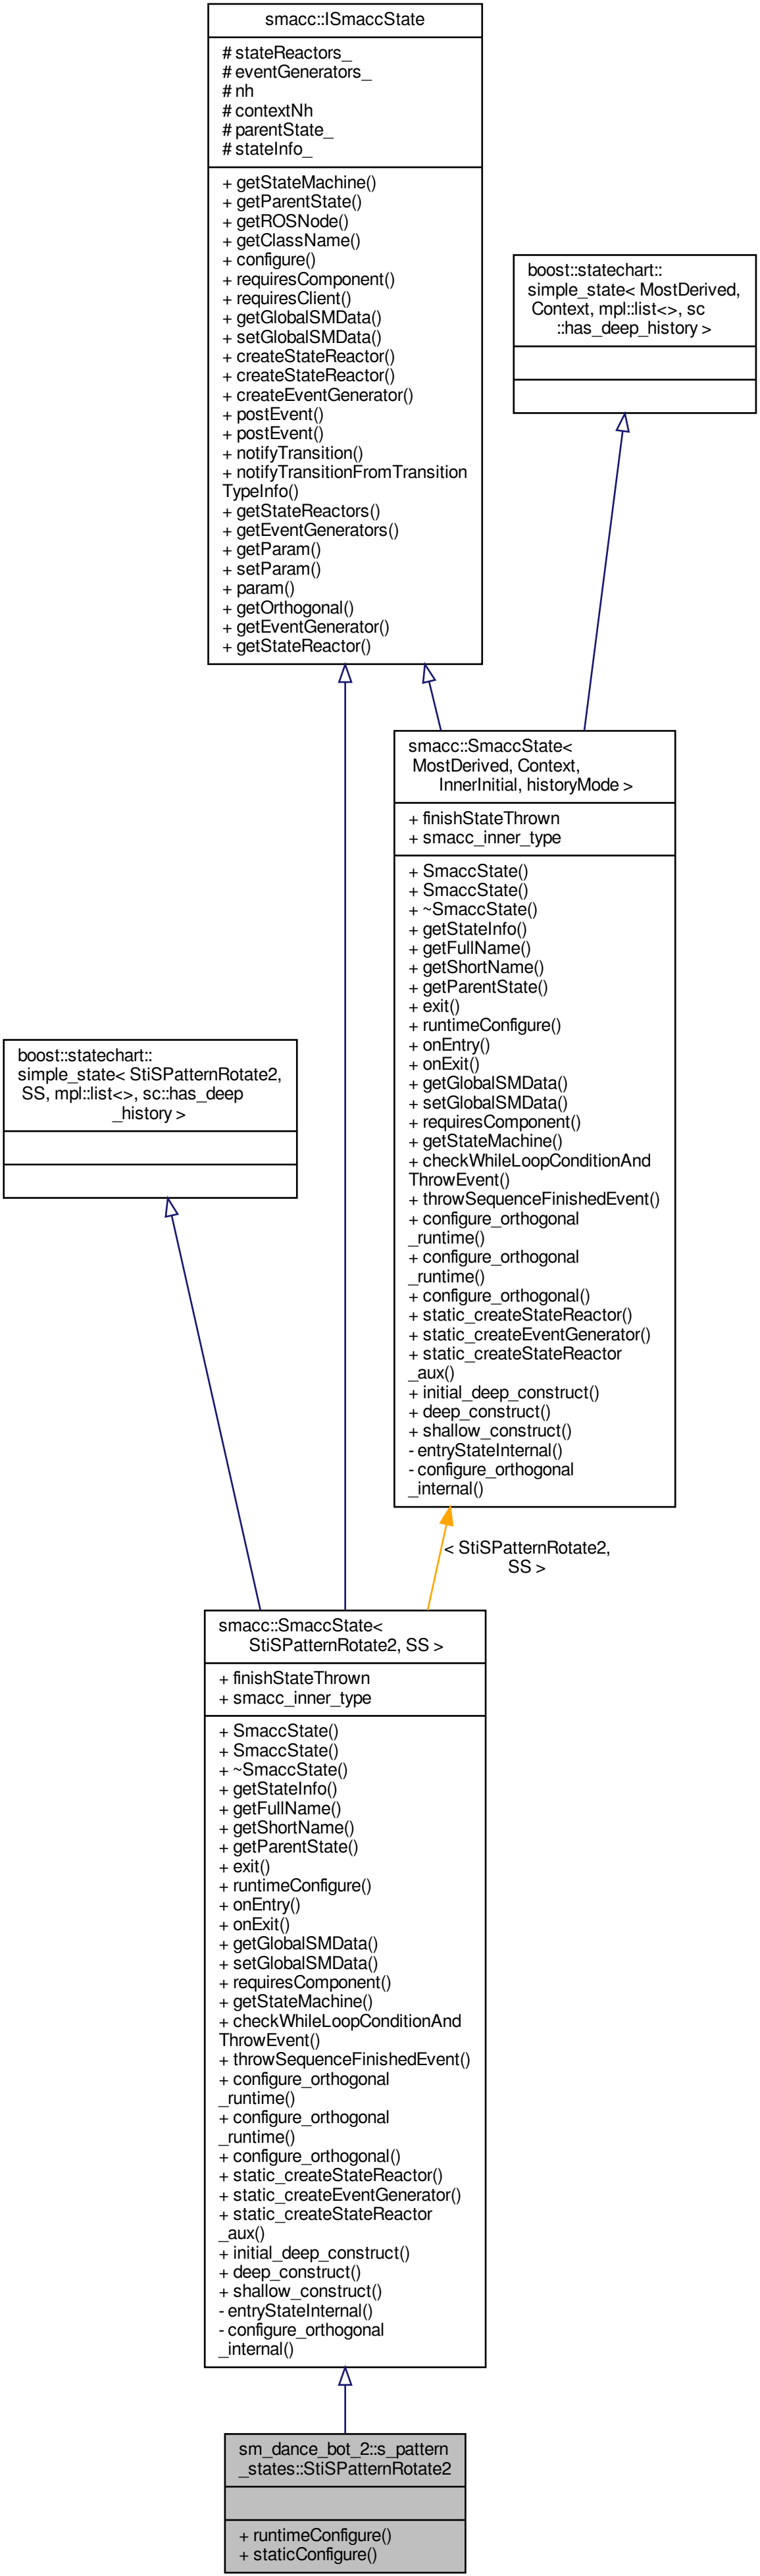 smacc::ISmaccState
# stateReactors_
# eventGenerators_
# nh
# contextNh
# parentState_
# stateInfo_
+ getStateMachine()
+ getParentState()
+ getROSNode()
+ getClassName()
+ configure()
+ requiresComponent()
+ requiresClient()
+ getGlobalSMData()
+ setGlobalSMData()
+ createStateReactor()
+ createStateReactor()
+ createEventGenerator()
+ postEvent()
+ postEvent()
+ notifyTransition()
+ notifyTransitionFromTransition
TypeInfo()
+ getStateReactors()
+ getEventGenerators()
+ getParam()
+ setParam()
+ param()
+ getOrthogonal()
+ getEventGenerator()
+ getStateReactor()
boost::statechart::
simple_state< MostDerived,
Context, mpl::list<>, sc
::has_deep_history >
smacc::SmaccState<
MostDerived, Context,
InnerInitial, historyMode >
+ finishStateThrown
+ smacc_inner_type
+ SmaccState()
+ SmaccState()
+ ~SmaccState()
+ getStateInfo()
+ getFullName()
+ getShortName()
+ getParentState()
+ exit()
+ runtimeConfigure()
+ onEntry()
+ onExit()
+ getGlobalSMData()
+ setGlobalSMData()
+ requiresComponent()
+ getStateMachine()
+ checkWhileLoopConditionAnd
ThrowEvent()
+ throwSequenceFinishedEvent()
+ configure_orthogonal
_runtime()
+ configure_orthogonal
_runtime()
+ configure_orthogonal()
+ static_createStateReactor()
+ static_createEventGenerator()
+ static_createStateReactor
_aux()
+ initial_deep_construct()
+ deep_construct()
+ shallow_construct()
- entryStateInternal()
- configure_orthogonal
_internal()
boost::statechart::
simple_state< StiSPatternRotate2,
SS, mpl::list<>, sc::has_deep
_history >
< StiSPatternRotate2,
SS >
smacc::SmaccState<
StiSPatternRotate2, SS >
+ finishStateThrown
+ smacc_inner_type
+ SmaccState()
+ SmaccState()
+ ~SmaccState()
+ getStateInfo()
+ getFullName()
+ getShortName()
+ getParentState()
+ exit()
+ runtimeConfigure()
+ onEntry()
+ onExit()
+ getGlobalSMData()
+ setGlobalSMData()
+ requiresComponent()
+ getStateMachine()
+ checkWhileLoopConditionAnd
ThrowEvent()
+ throwSequenceFinishedEvent()
+ configure_orthogonal
_runtime()
+ configure_orthogonal
_runtime()
+ configure_orthogonal()
+ static_createStateReactor()
+ static_createEventGenerator()
+ static_createStateReactor
_aux()
+ initial_deep_construct()
+ deep_construct()
+ shallow_construct()
- entryStateInternal()
- configure_orthogonal
_internal()
sm_dance_bot_2::s_pattern
_states::StiSPatternRotate2
+ runtimeConfigure()
+ staticConfigure()